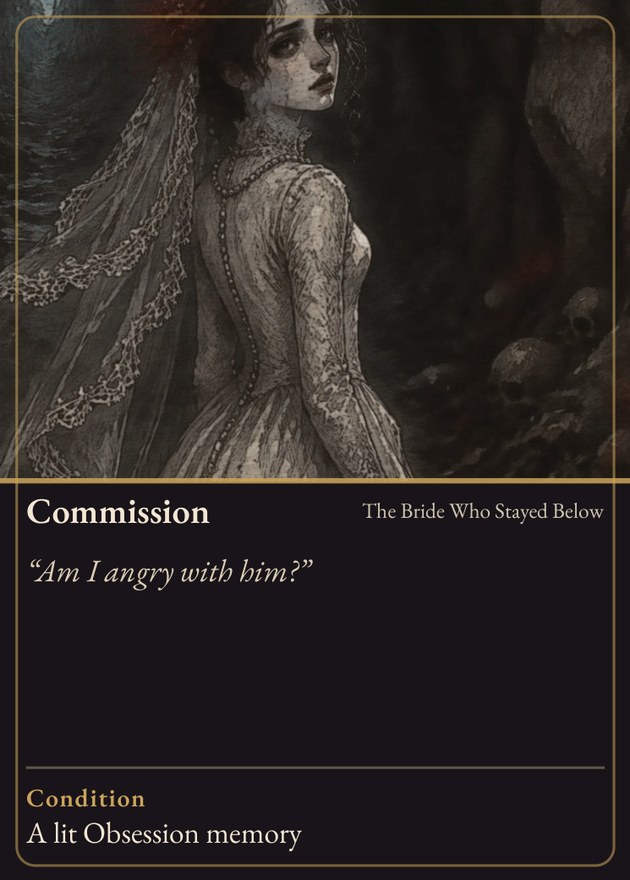 Commission
The Bride Who Stayed Below
“Am I angry with him?”
Condition
A lit Obsession memory